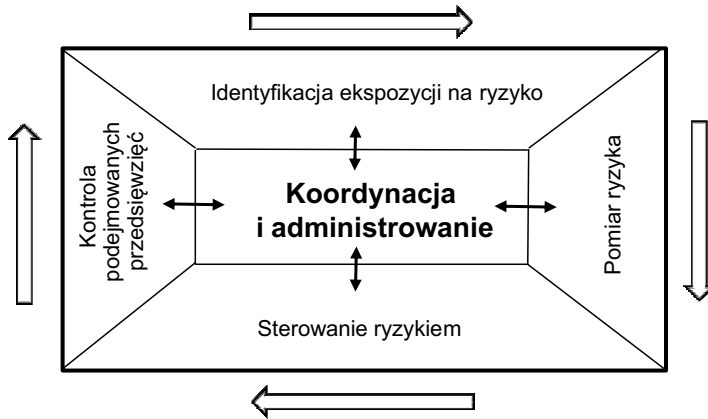 Identyfikacja ekspozycji na ryzyko
Kontrola
podejmowanych
przedsięwzięć
Koordynacja
i administrowanie
Pomiar ryzyka
Sterowanie ryzykiem